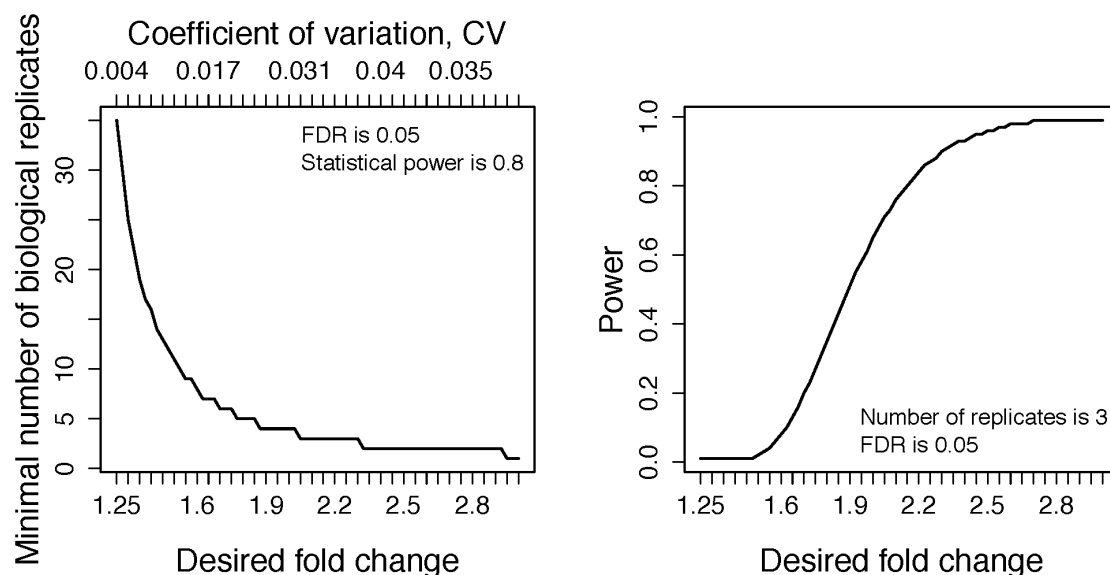 Coefficient of variation, CV
0.004 0.017 0.031 0.04 0.035
Minimal number of biological replicates
30
20
10
5
0
FDR is 0.05
Statistical power is 0.8
1.25 1.6 1.9 2.2 2.5 2.8
Desired fold change
Power
1.0
0.8
0.6
0.4
0.2
0.0
Number of replicates is 3
FDR is 0.05
1.25 1.6 1.9 2.2 2.5 2.8
Desired fold change